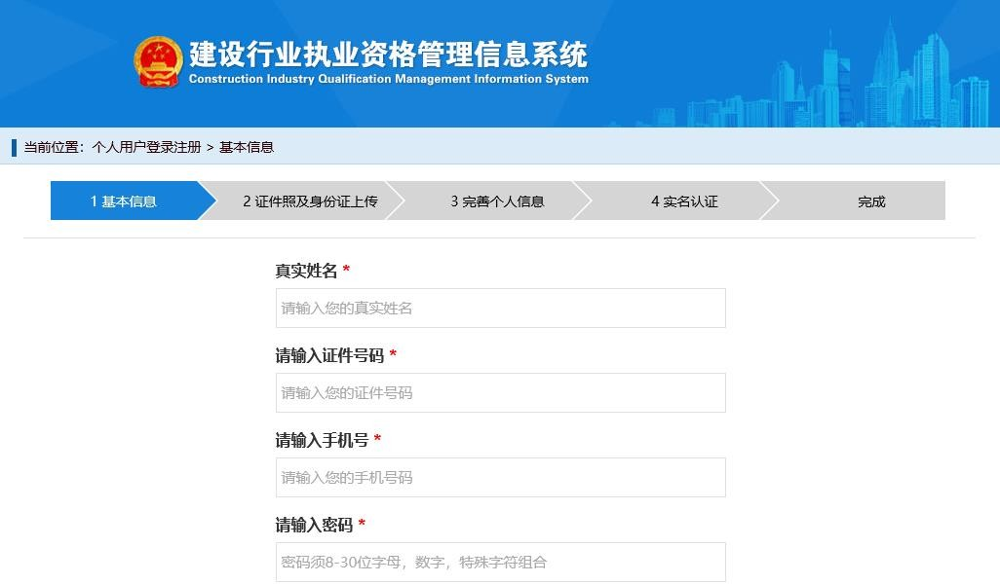 建设行业执业资格管理信息系统
Construction Industry Qualification Management Information System
当前位置：个人用户登录注册 > 基本信息
1 基本信息 2 证件照及身份证上传 3 完善个人信息 4 实名认证 完成
真实姓名 *
请输入您的真实姓名
请输入证件号码 *
请输入您的证件号码
请输入手机号 *
请输入您的手机号码
请输入密码 *
密码须8-30位字母，数字，特殊字符组合